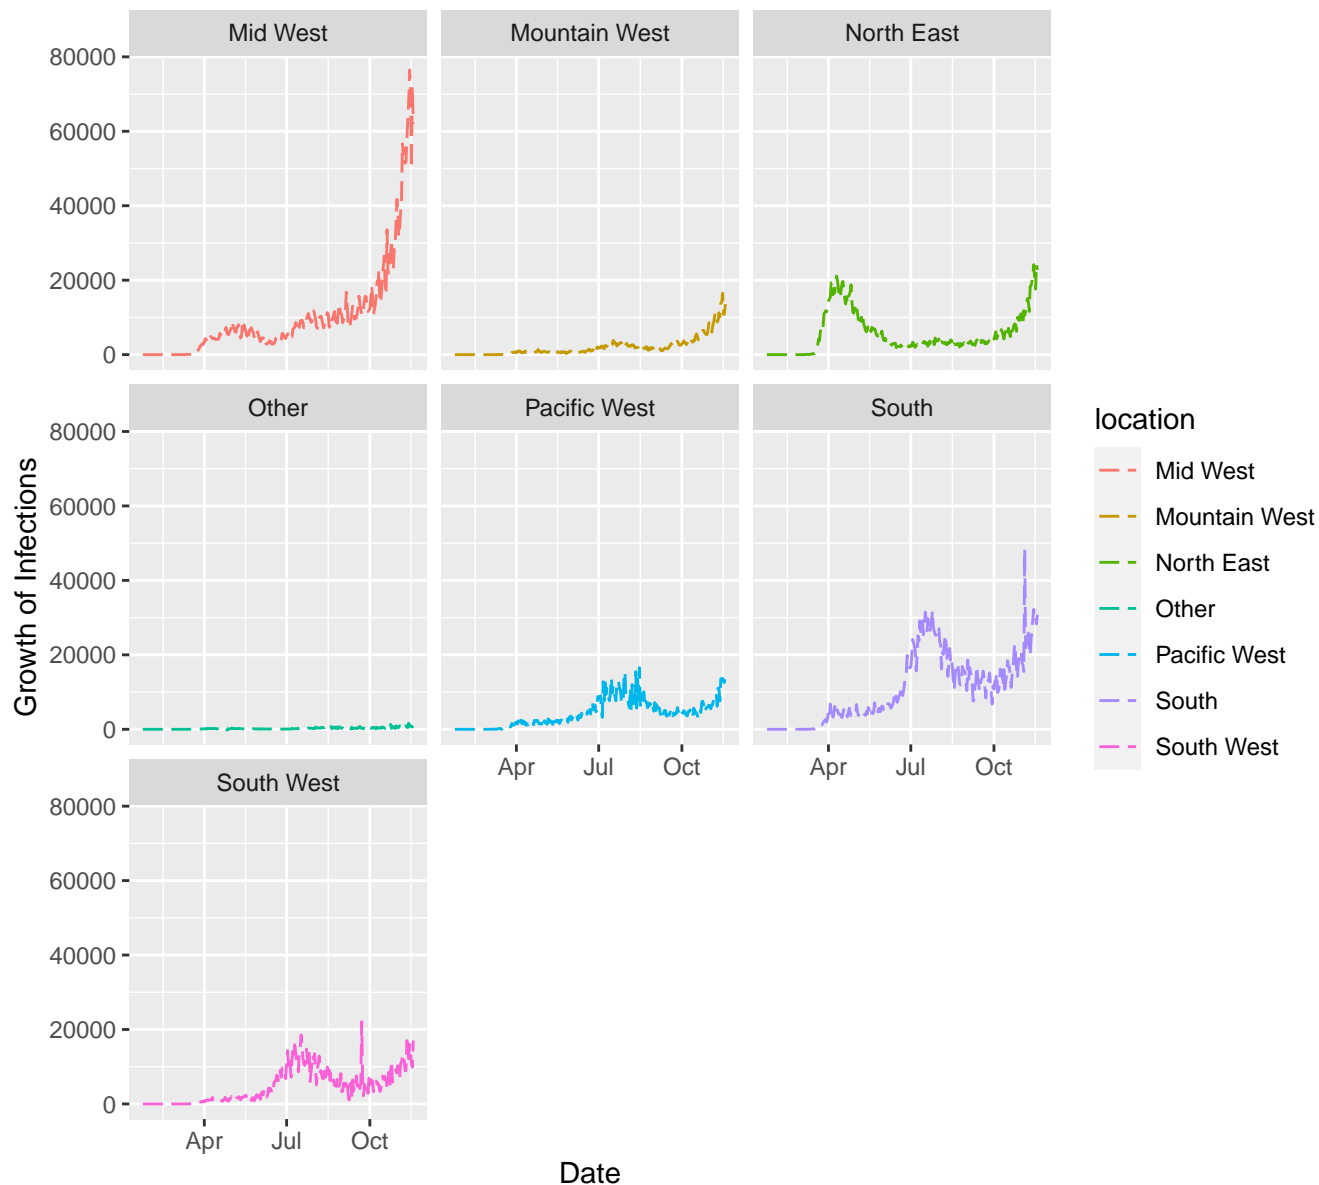 Mid West
Mountain West
North East
80000
60000
40000
20000
0
Other
Pacific West
South
80000
60000
40000
20000
0
Apr
Jul
Oct
Apr
Jul
Oct
South West
80000
60000
40000
20000
0
Apr
Jul
Oct
Growth of Infections
Date
location
Mid West
Mountain West
North East
Other
Pacific West
South
South West